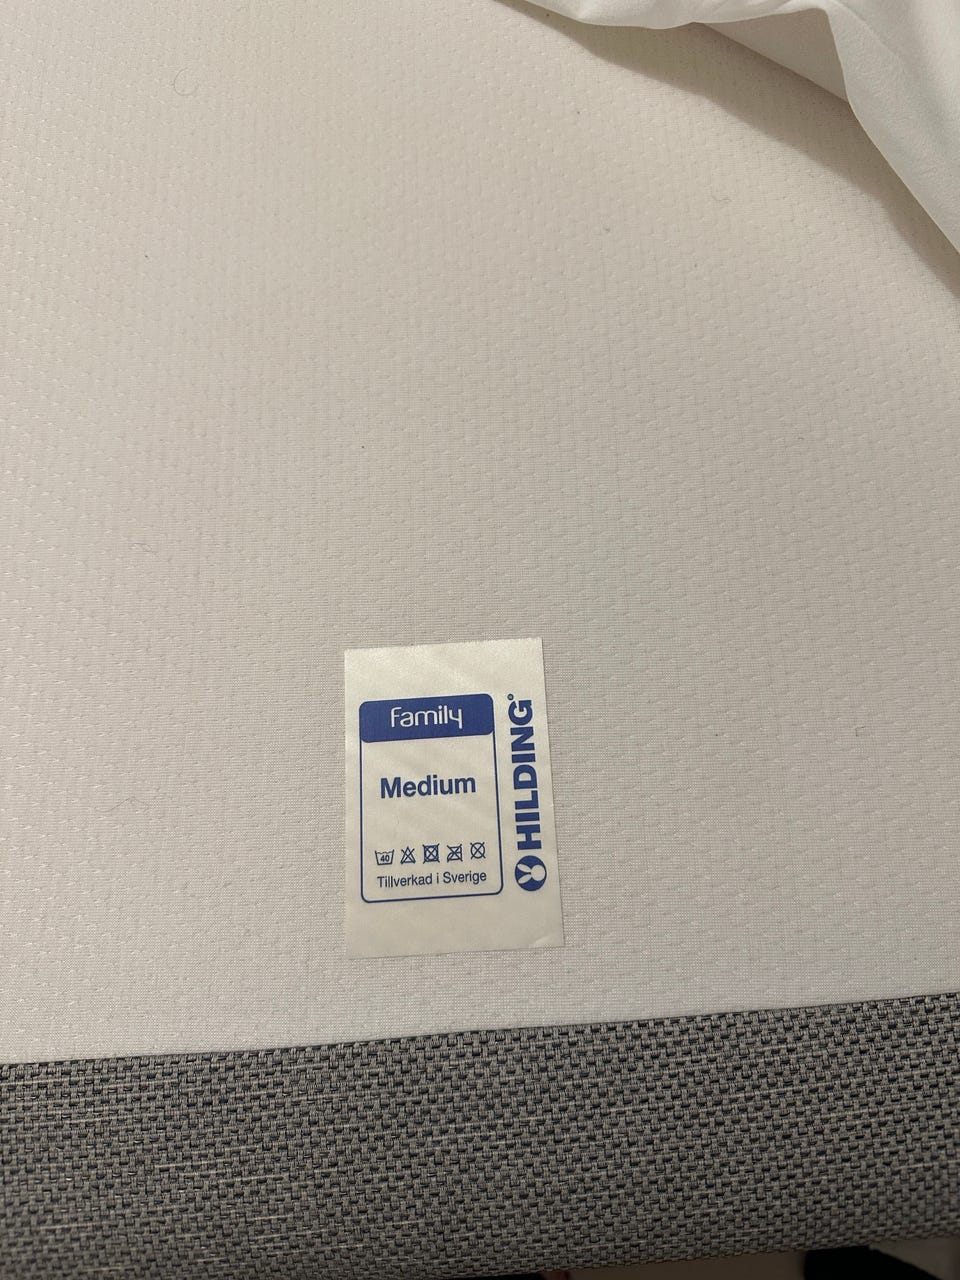 Family
Medium
40
Tillverkad i Sverige
HILDING®